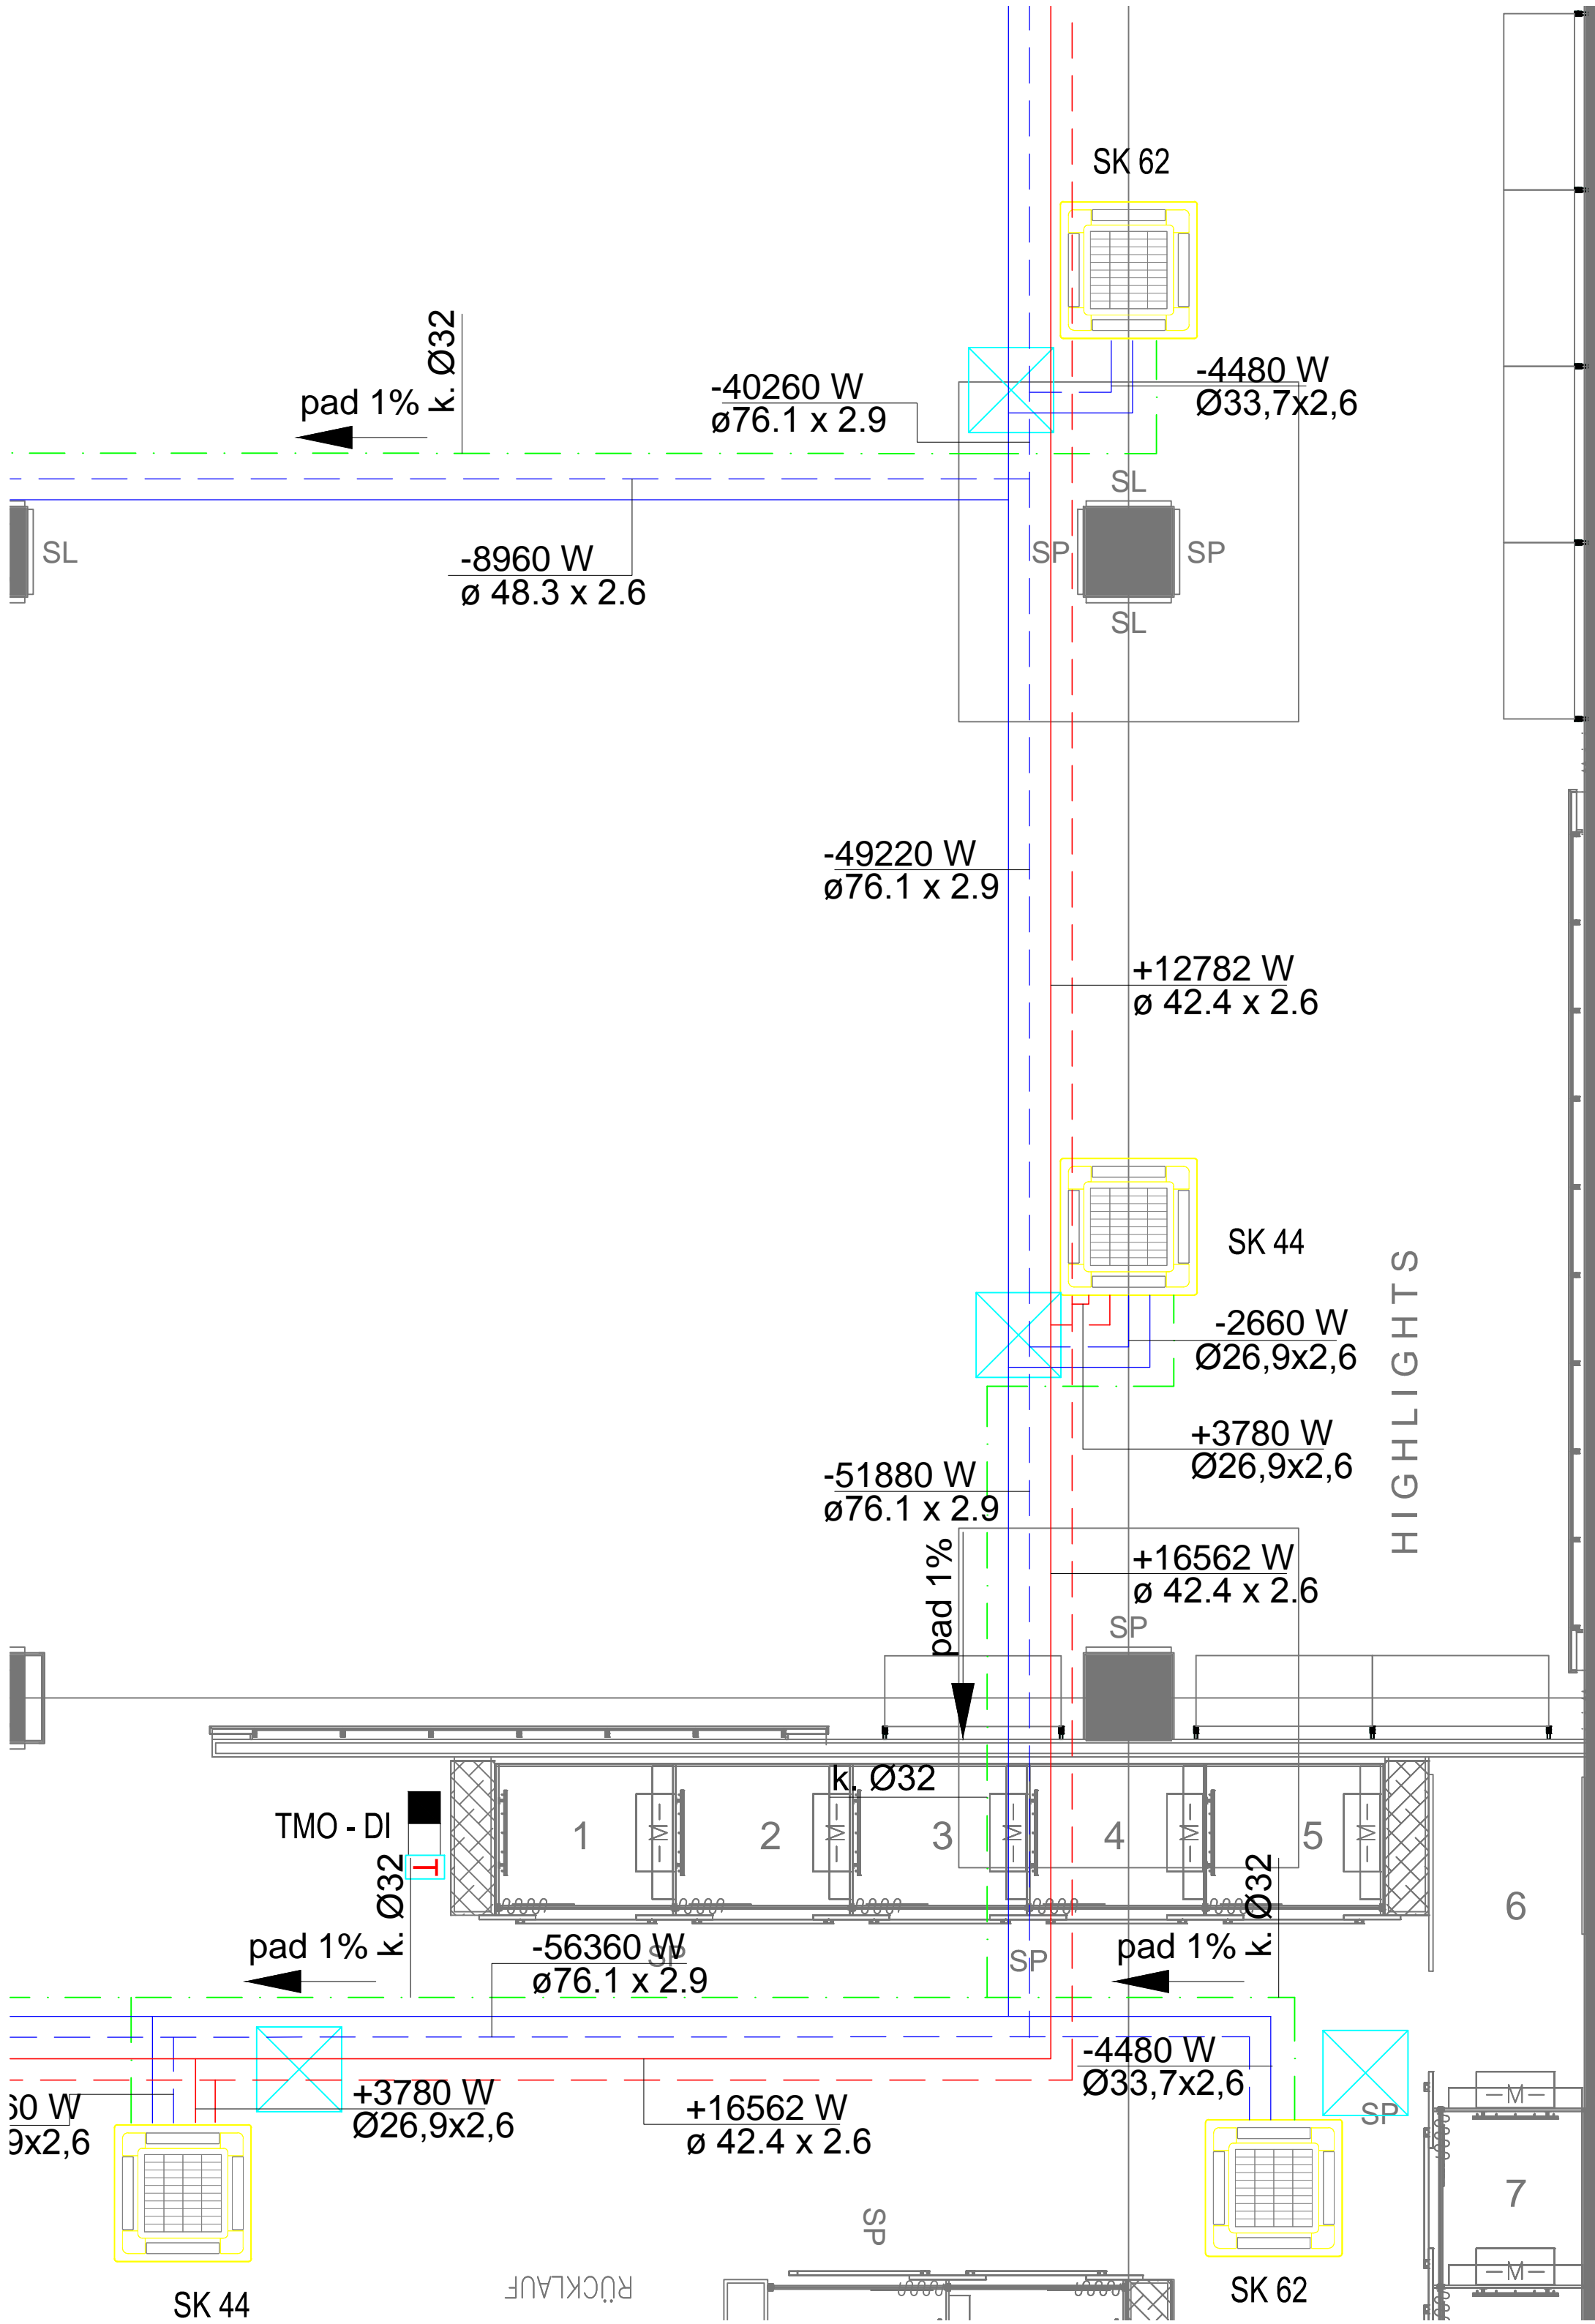 SK 62
k. Ø32
pad 1%
-40260 W
ø76.1 x 2.9
-4480 W
Ø33,7x2,6
SL
SL
SP
SP
SL
-8960 W
ø 48.3 x 2.6
-49220 W
ø76.1 x 2.9
+12782 W
ø 42.4 x 2.6
SK 44
HIGHLIGHTS
-2660 W
Ø26,9x2,6
+3780 W
Ø26,9x2,6
-51880 W
ø76.1 x 2.9
pad 1%
+16562 W
ø 42.4 x 2.6
SP
k. Ø32
TMO - DI
1
M
2
M
3
M
4
M
5
M
6
k. Ø32
pad 1%
-56360 W
ø76.1 x 2.9
SP
SP
pad 1%
k. Ø32
-4480 W
Ø33,7x2,6
60 W
9x2,6
+3780 W
Ø26,9x2,6
+16562 W
ø 42.4 x 2.6
SP
M
7
M
SP
RÜCKLAUF
SK 44
SK 62